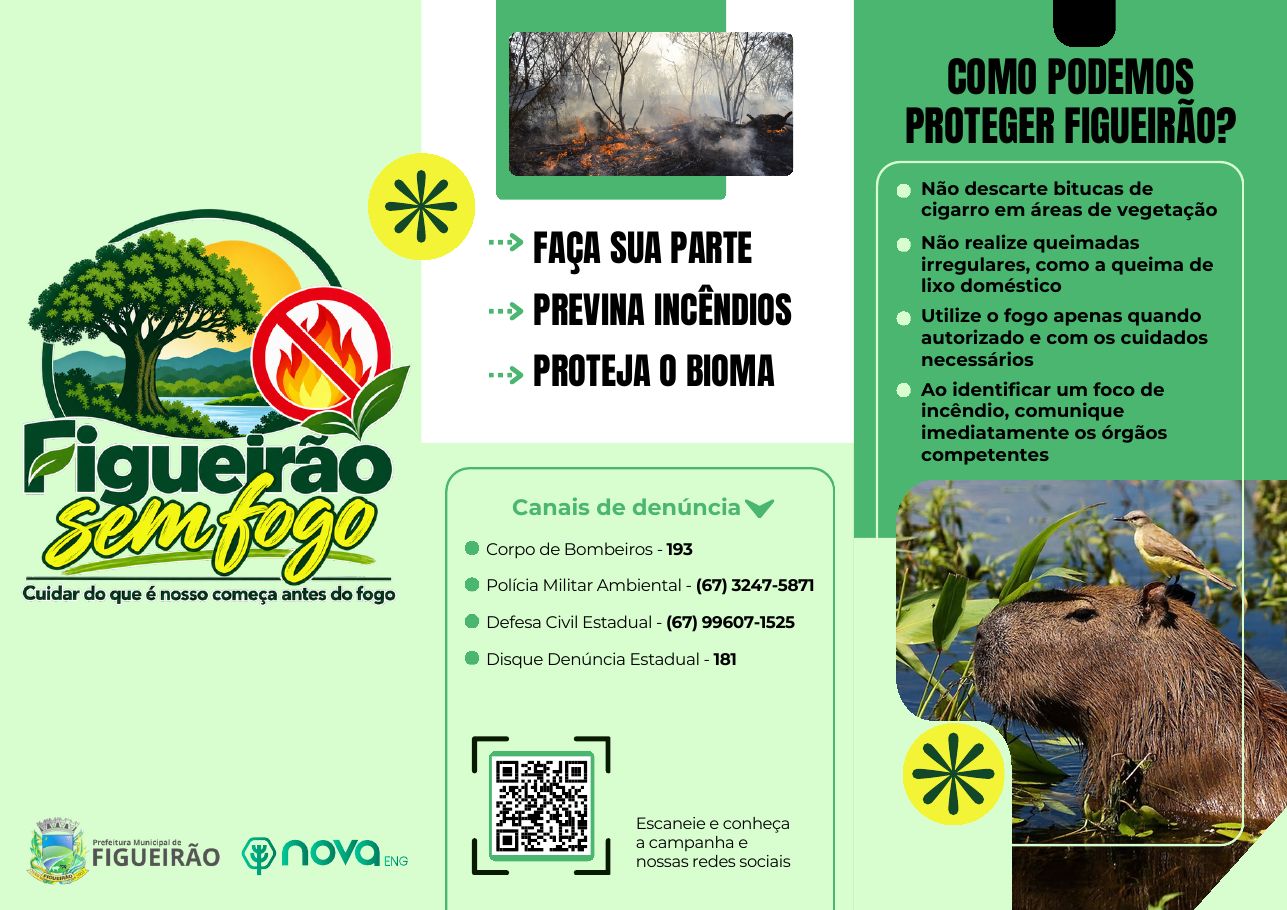 Figueirão
sem fogo
Cuidar do que é nosso começa antes do fogo
Prefeitura Municipal de
FIGUEIRÃO
FIGUEIRÃO
nova ENG
FAÇA SUA PARTE
PREVINA INCÊNDIOS
PROTEJA O BIOMA
Canais de denúncia
Corpo de Bombeiros - 193
Polícia Militar Ambiental - (67) 3247-5871
Defesa Civil Estadual - (67) 99607-1525
Disque Denúncia Estadual - 181
Escaneie e conheça
a campanha e
nossas redes sociais
COMO PODEMOS
PROTEGER FIGUEIRÃO?
Não descarte bitucas de
cigarro em áreas de vegetação
Não realize queimadas
irregulares, como a queima de
lixo doméstico
Utilize o fogo apenas quando
autorizado e com os cuidados
necessários
Ao identificar um foco de
incêndio, comunique
imediatamente os órgãos
competentes